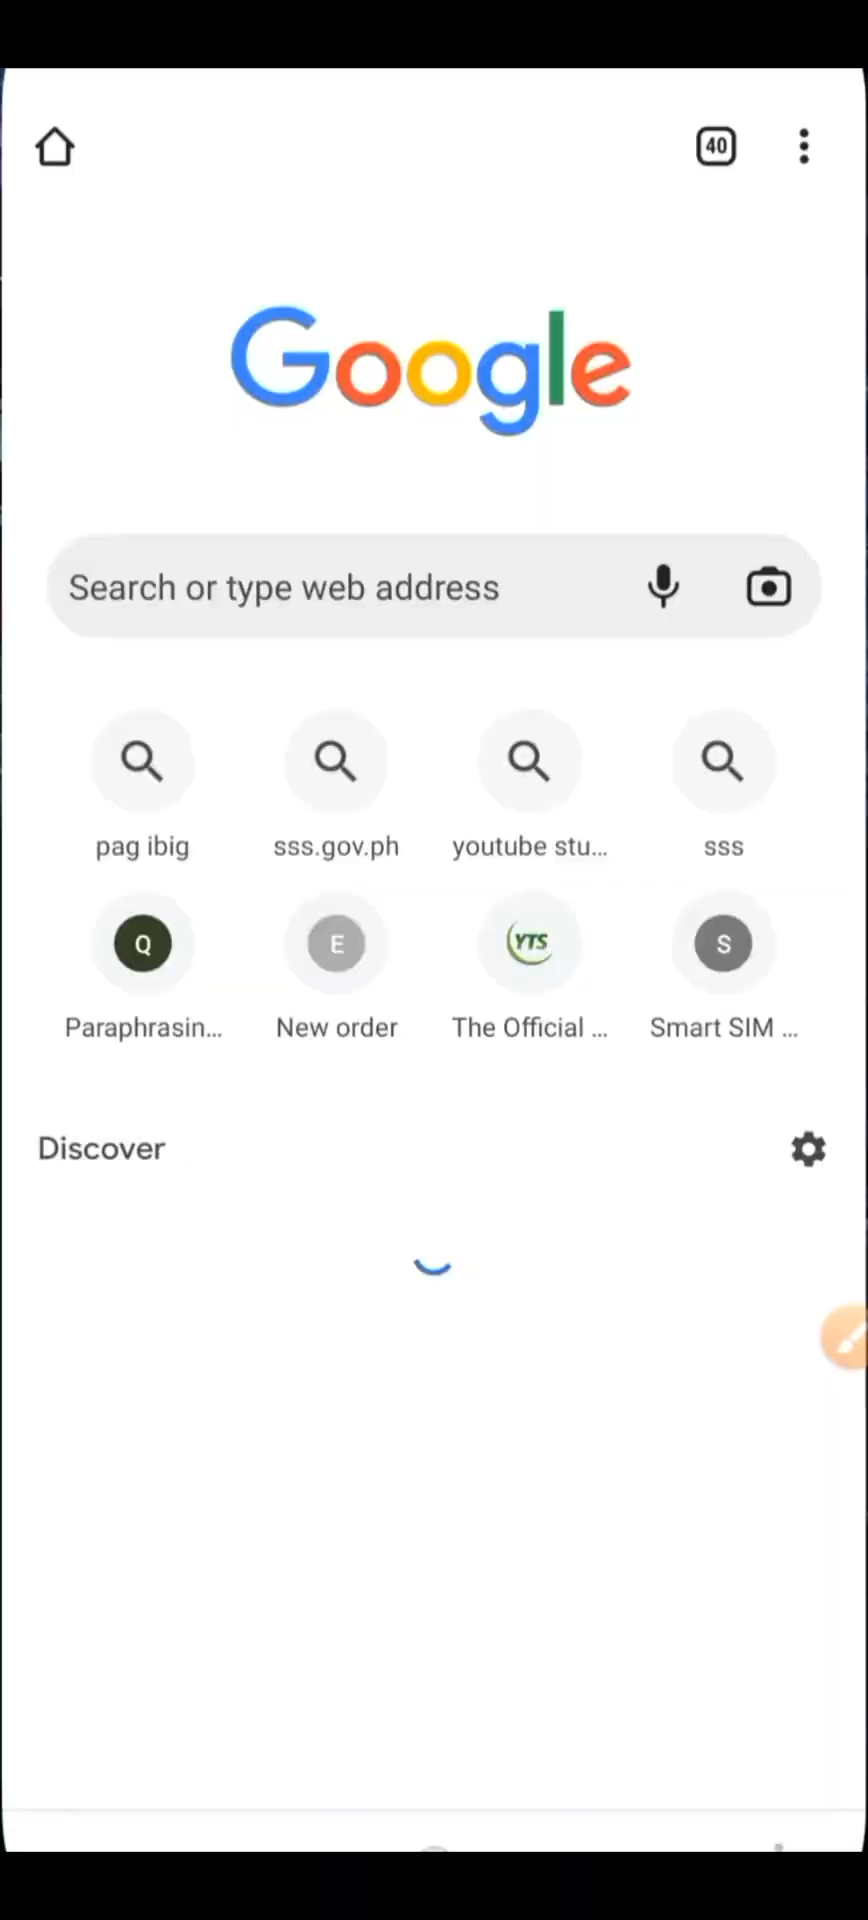 40
Google
Search or type web address
pag ibig
sss.gov.ph
youtube stu...
sss
Q
E
YTS
S
Paraphrasin...
New order
The Official ...
Smart SIM ...
Discover